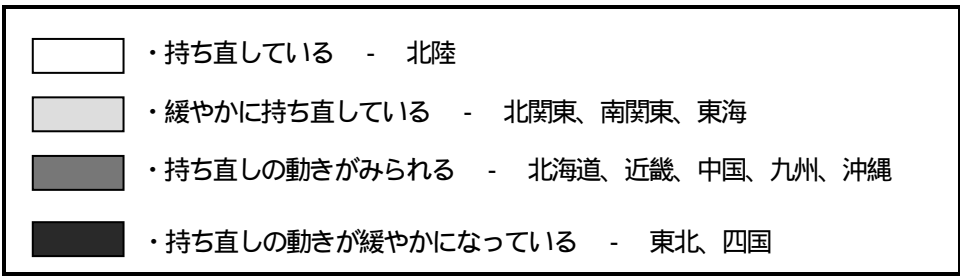 ・持ち直している - 北陸
・緩やかに持ち直している - 北関東、南関東、東海
・持ち直しの動きがみられる - 北海道、近畿、中国、九州、沖縄
・持ち直しの動きが緩やかになっている - 東北、四国